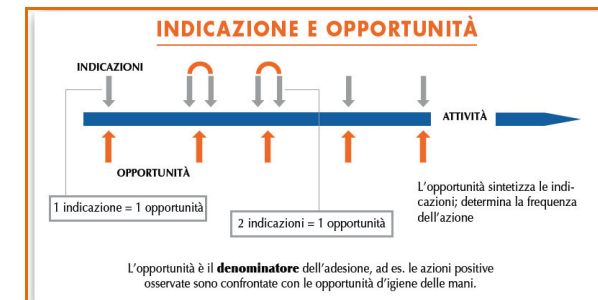 INDICAZIONE E OPPORTUNITÀ
INDICAZIONI
ATTIVITÀ
OPPORTUNITÀ
1 indicazione = 1 opportunità
2 indicazioni = 1 opportunità
L'opportunità sintetizza le indi-
cazioni; determina la frequenza
dell'azione
L'opportunità è il denominatore dell'adesione, ad es. le azioni positive
osservate sono confrontate con le opportunità d'igiene delle mani.